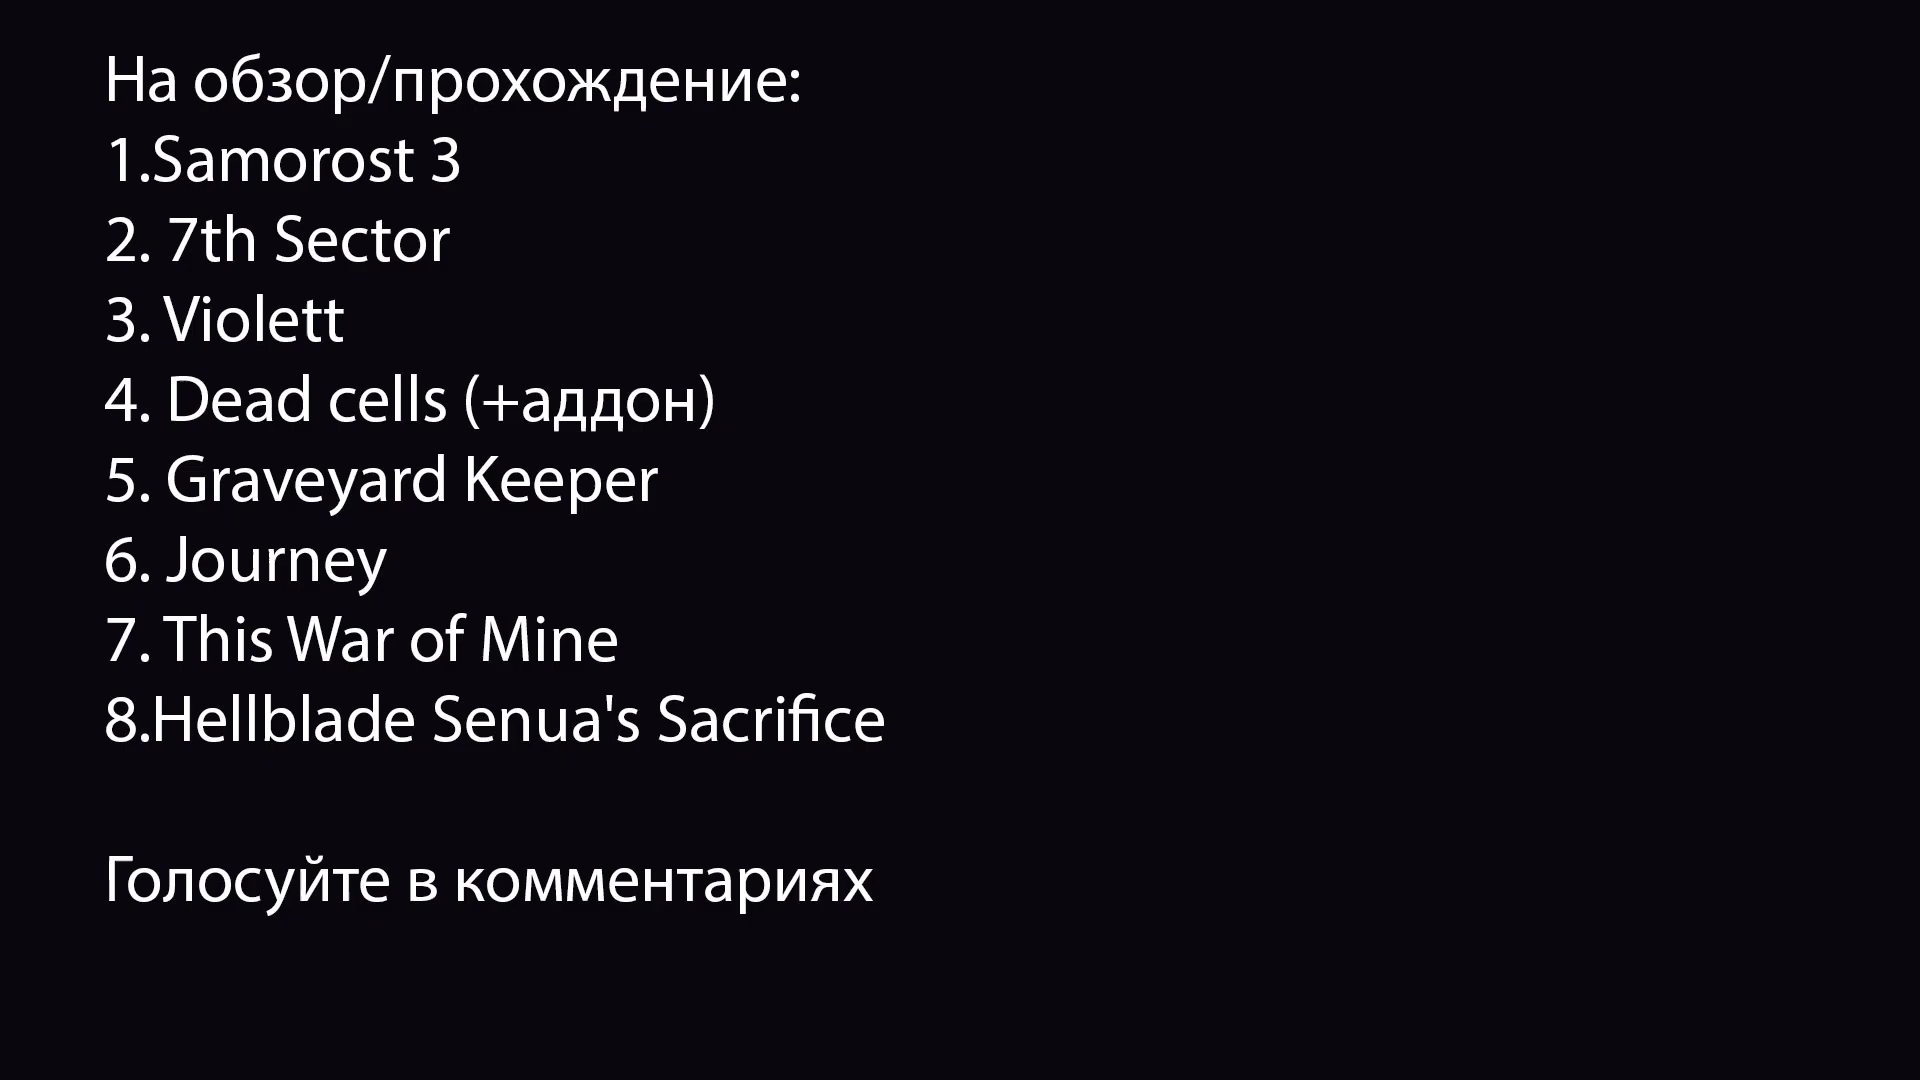 На обзор/прохождение:
1.Samorost 3
2. 7th Sector
3. Violett
4. Dead cells (+аддон)
5. Graveyard Keeper
6. Journey
7. This War of Mine
8.Hellblade Senua's Sacrifice
Голосуйте в комментариях